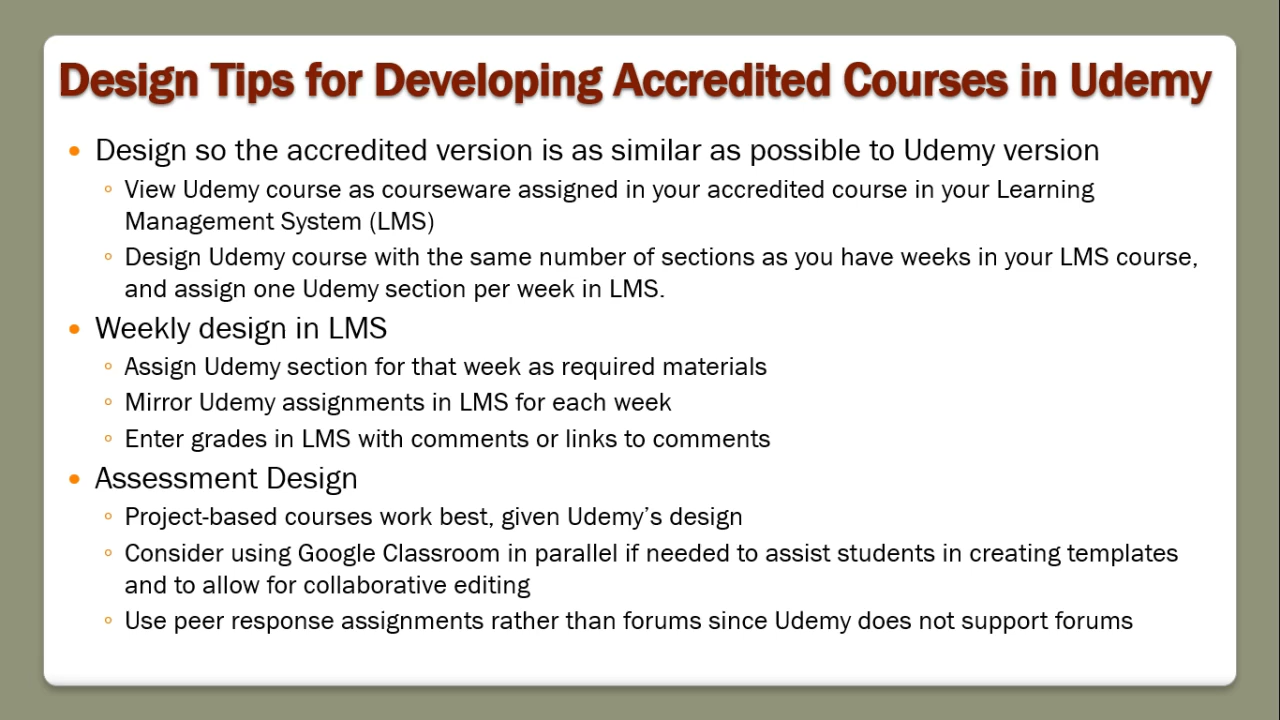 Design Tips for Developing Accredited Courses in Udemy
• Design so the accredited version is as similar as possible to Udemy version
◦ View Udemy course as courseware assigned in your accredited course in your Learning
Management System (LMS)
◦ Design Udemy course with the same number of sections as you have weeks in your LMS course,
and assign one Udemy section per week in LMS.
• Weekly design in LMS
◦ Assign Udemy section for that week as required materials
◦ Mirror Udemy assignments in LMS for each week
◦ Enter grades in LMS with comments or links to comments
• Assessment Design
◦ Project-based courses work best, given Udemy’s design
◦ Consider using Google Classroom in parallel if needed to assist students in creating templates
and to allow for collaborative editing
◦ Use peer response assignments rather than forums since Udemy does not support forums